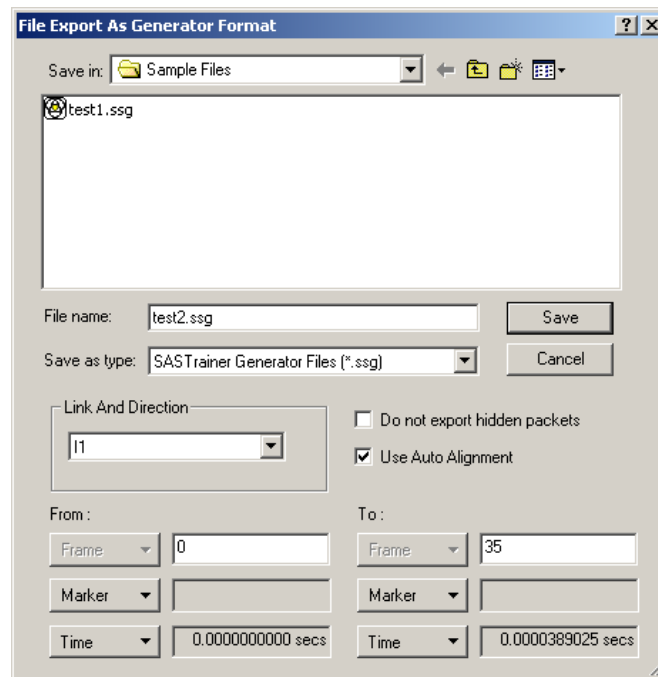 File Export As Generator Format
Save in: Sample Files
test1.ssg
File name: test2.ssg Save
Save as type: SASTrainer Generator Files (*.ssg) Cancel
Link And Direction
I1
Do not export hidden packets
Use Auto Alignment
From : To :
Frame 0 Frame 35
Marker Marker
Time 0.0000000000 secs Time 0.0000389025 secs